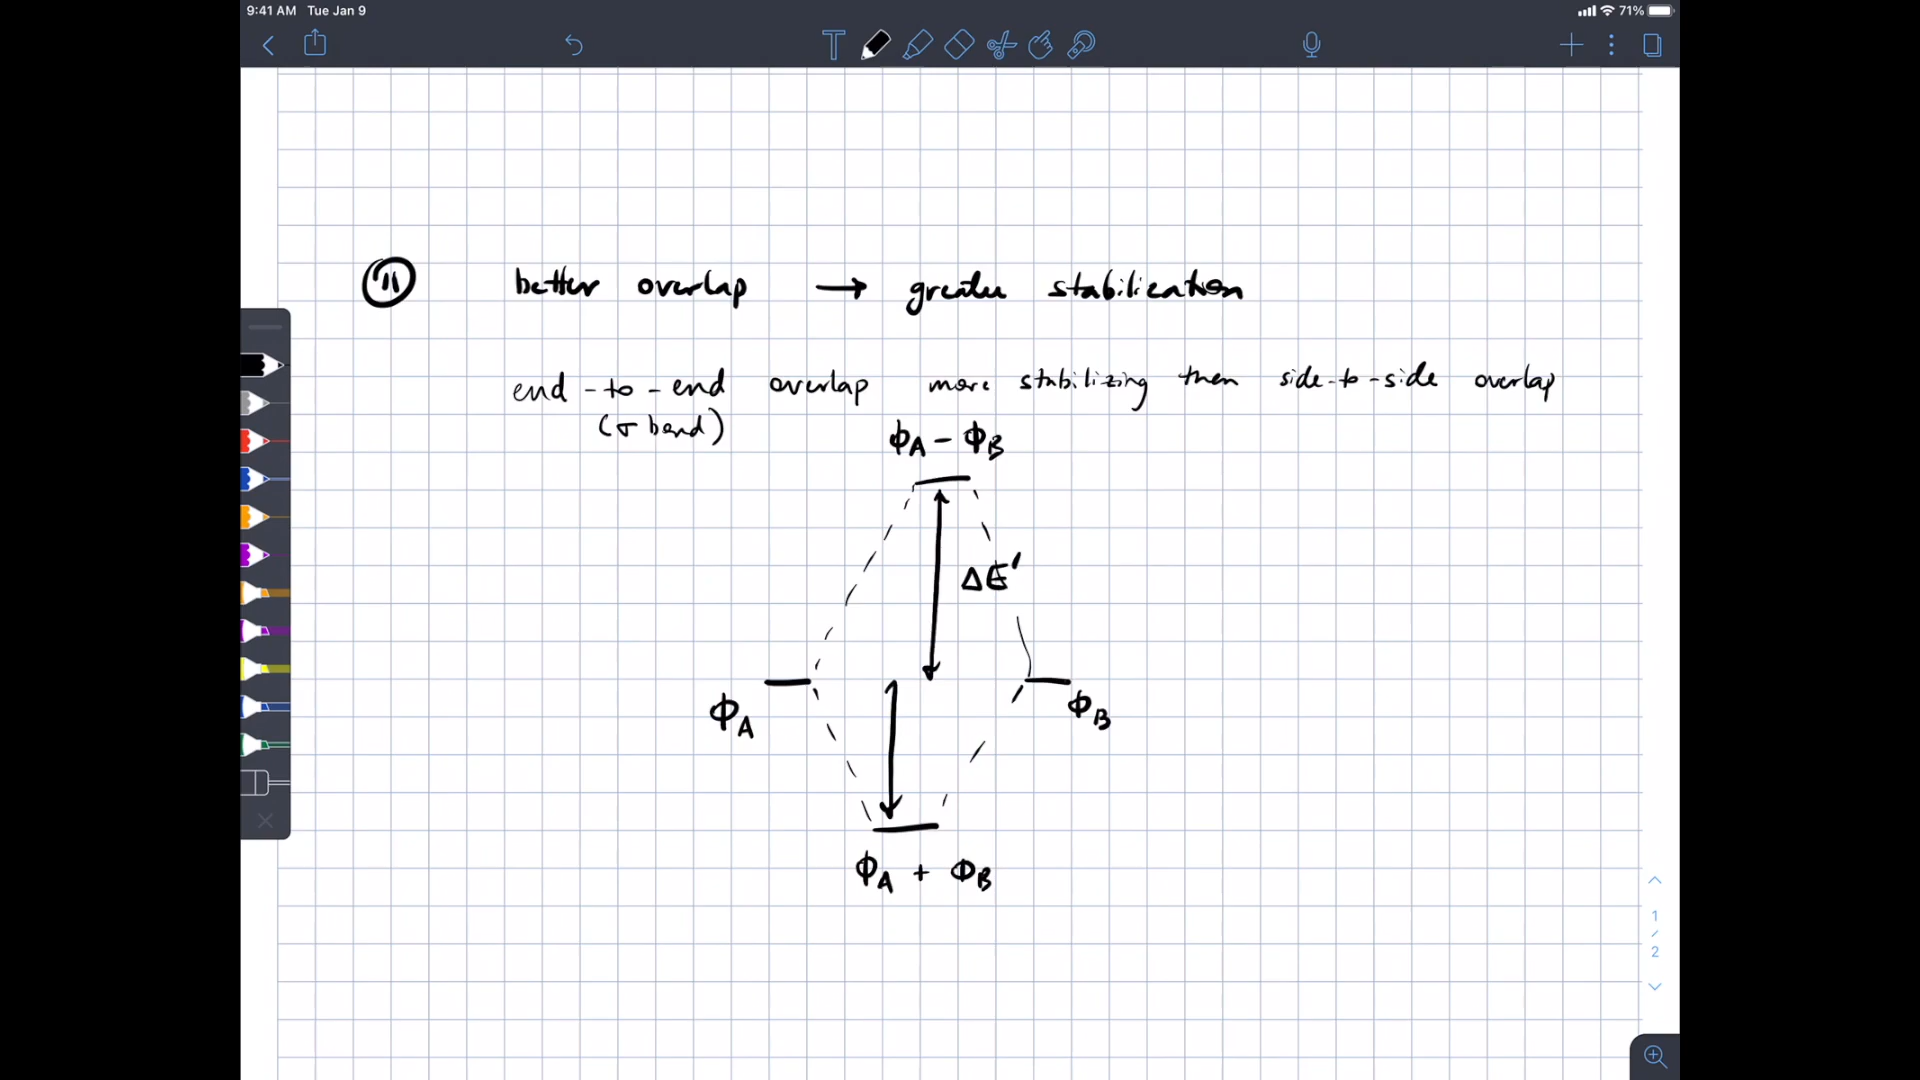 9:41 AM Tue Jan 9
71%
11 better overlap → greater stabilization
end-to-end overlap more stabilizing then side-to-side overlap
(σ bond)
ϕA - ϕB
ΔE'
ϕA
ϕB
ϕA + ϕB
1
/
2